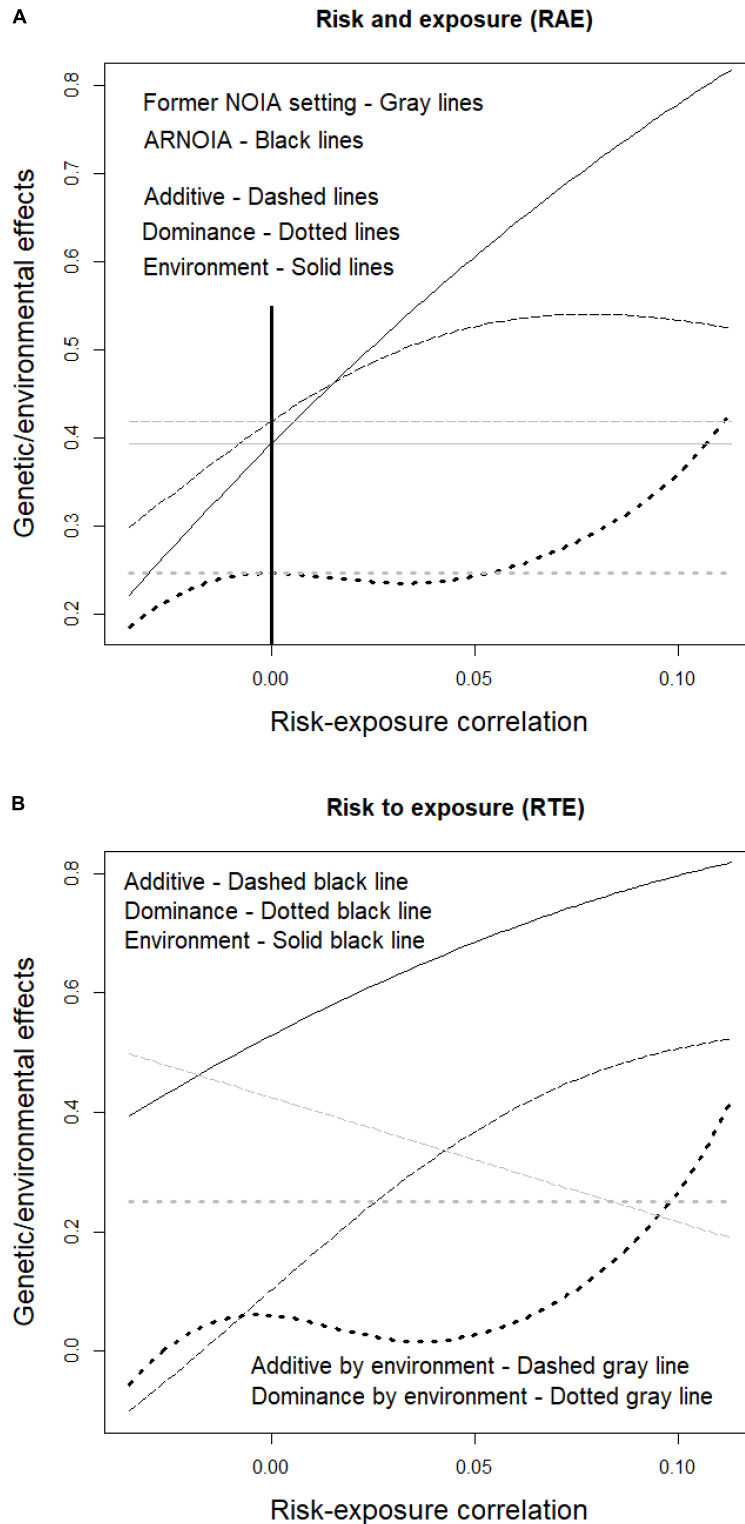 A
Risk and exposure (RAE)
Former NOIA setting - Gray lines
ARNOIA - Black lines
Additive - Dashed lines
Dominance - Dotted lines
Environment - Solid lines
Genetic/environmental effects
0.8
0.7
0.6
0.5
0.4
0.3
0.2
0.00 0.05 0.10
Risk-exposure correlation
B
Risk to exposure (RTE)
Additive - Dashed black line
Dominance - Dotted black line
Environment - Solid black line
Genetic/environmental effects
0.8
0.6
0.4
0.2
0.0
Additive by environment - Dashed gray line
Dominance by environment - Dotted gray line
0.00 0.05 0.10
Risk-exposure correlation